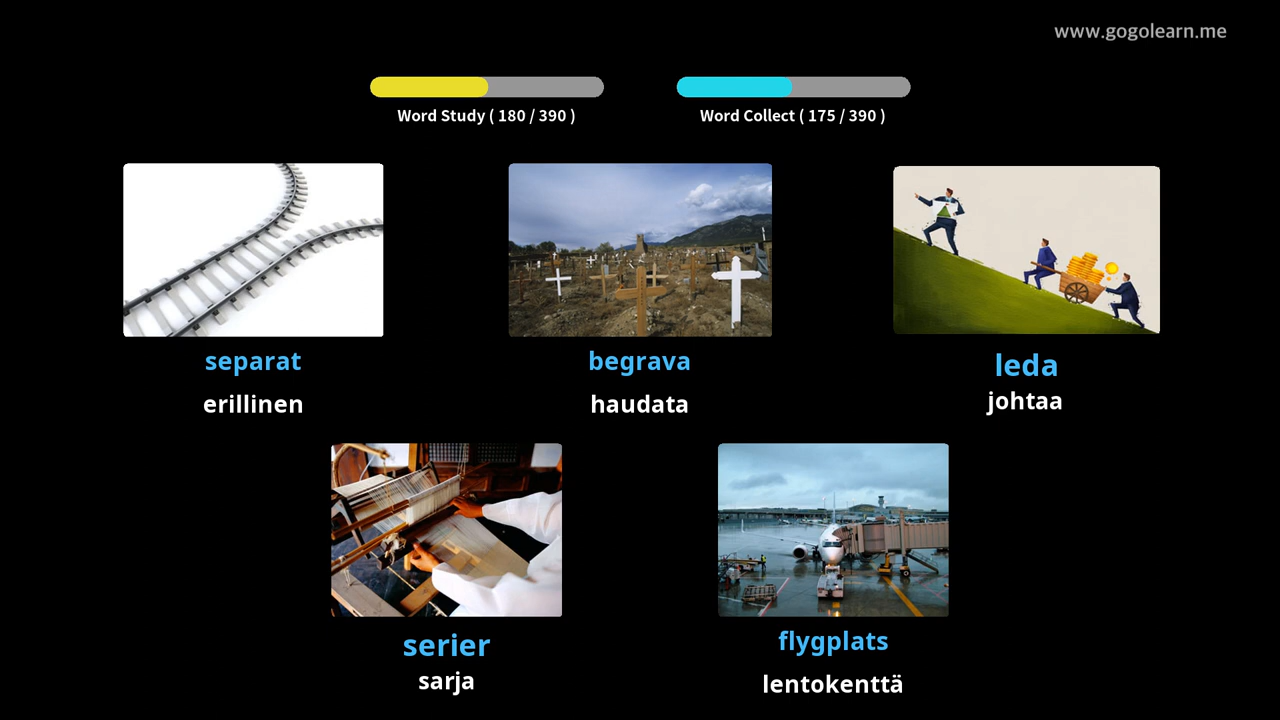 www.gogolearn.me
Word Study ( 180 / 390 )
Word Collect ( 175 / 390 )
separat
erillinen
begrava
haudata
leda
johtaa
serier
sarja
flygplats
lentokenttä